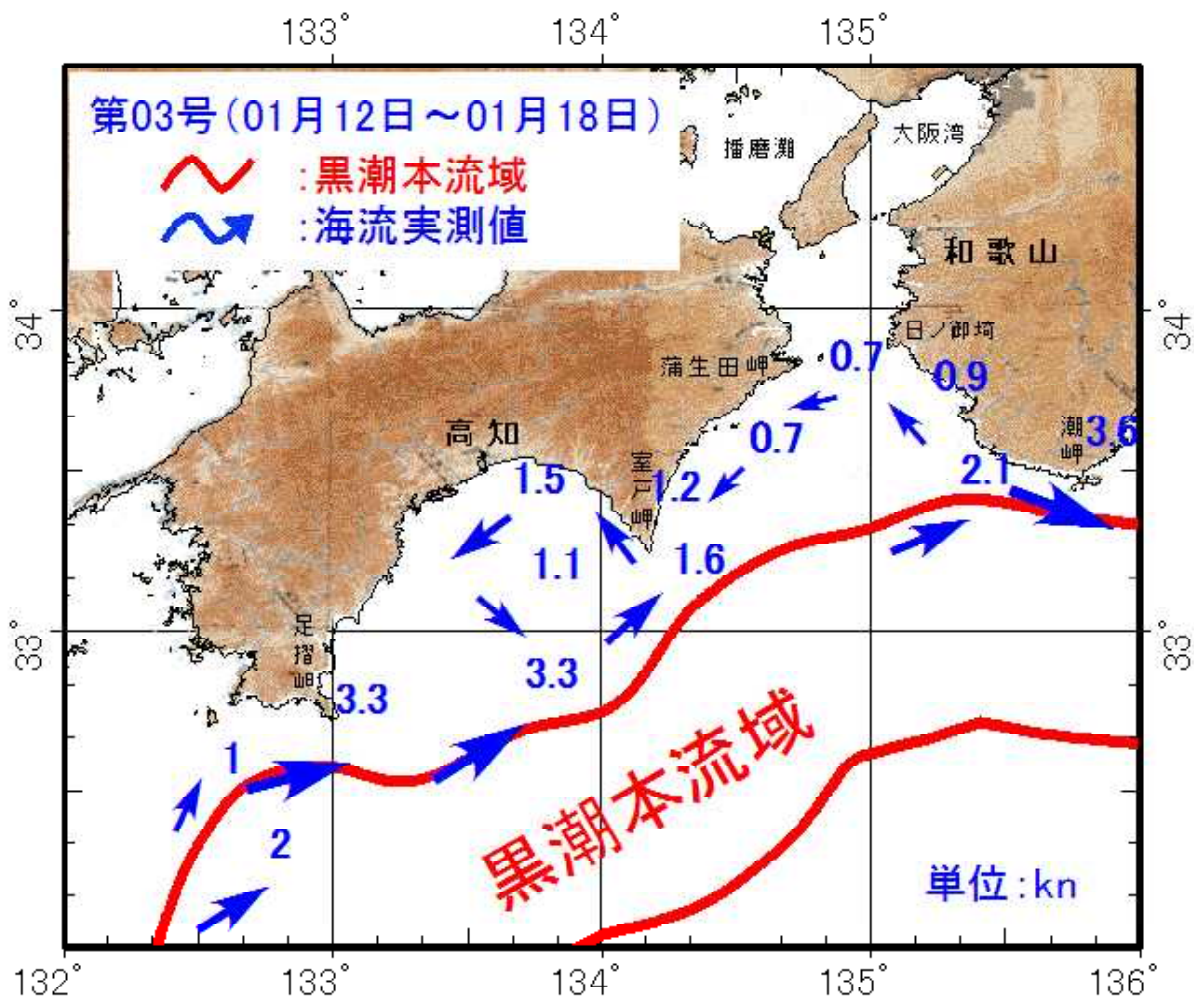 133°
134°
135°
第03号(01月12日～01月18日)
:黒潮本流域
:海流実測値
播磨灘
大阪湾
和歌山
34°
34°
日ノ御埼
蒲生田岬
0.7
0.9
高知
0.7
潮岬
3.6
室戸岬
1.5
1.2
2.1
1.1
1.6
33°
33°
足摺岬
3.3
3.3
1
2
黒潮本流域
単位:kn
132°
133°
134°
135°
136°